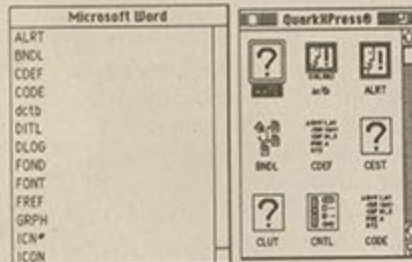 Microsoft Word
ALRT
BNDL
CDEF
CODE
dctb
DITL
DLOG
FOND
FONT
FREF
GRPH
ICN#
ICON
QuarkXPress®
actb
ALRT
BNDL
CDEF
CEST
CLUT
CNTL
CODE